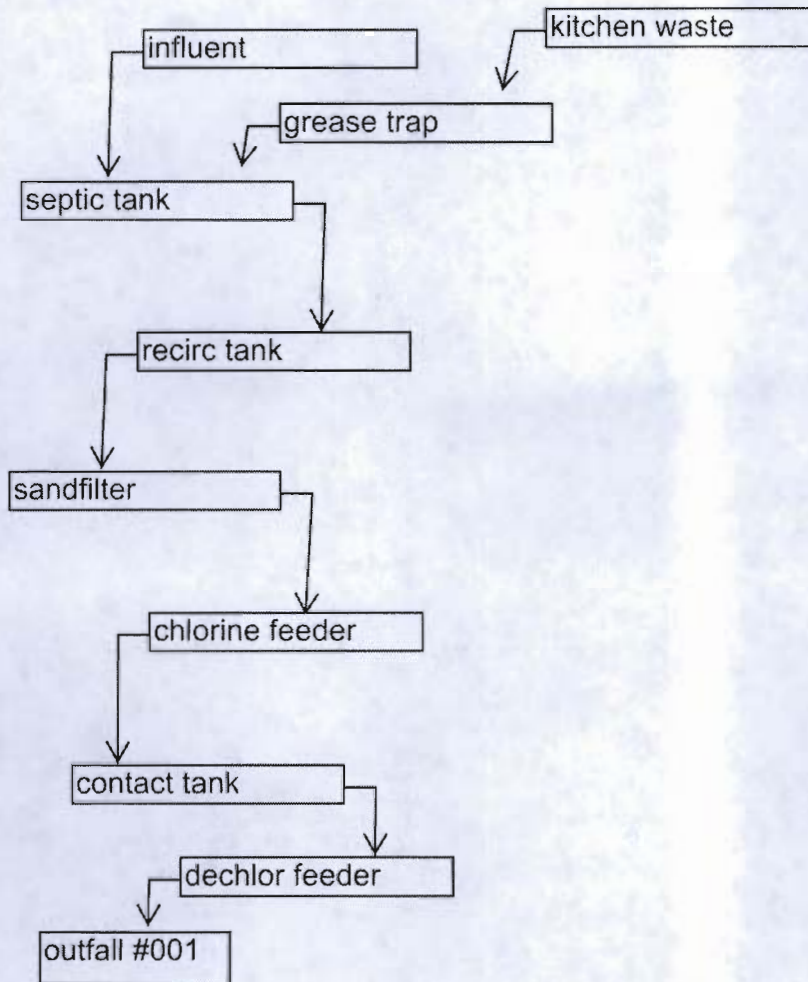 kitchen waste
influent
grease trap
septic tank
recirc tank
sandfilter
chlorine feeder
contact tank
dechlor feeder
outfall #001